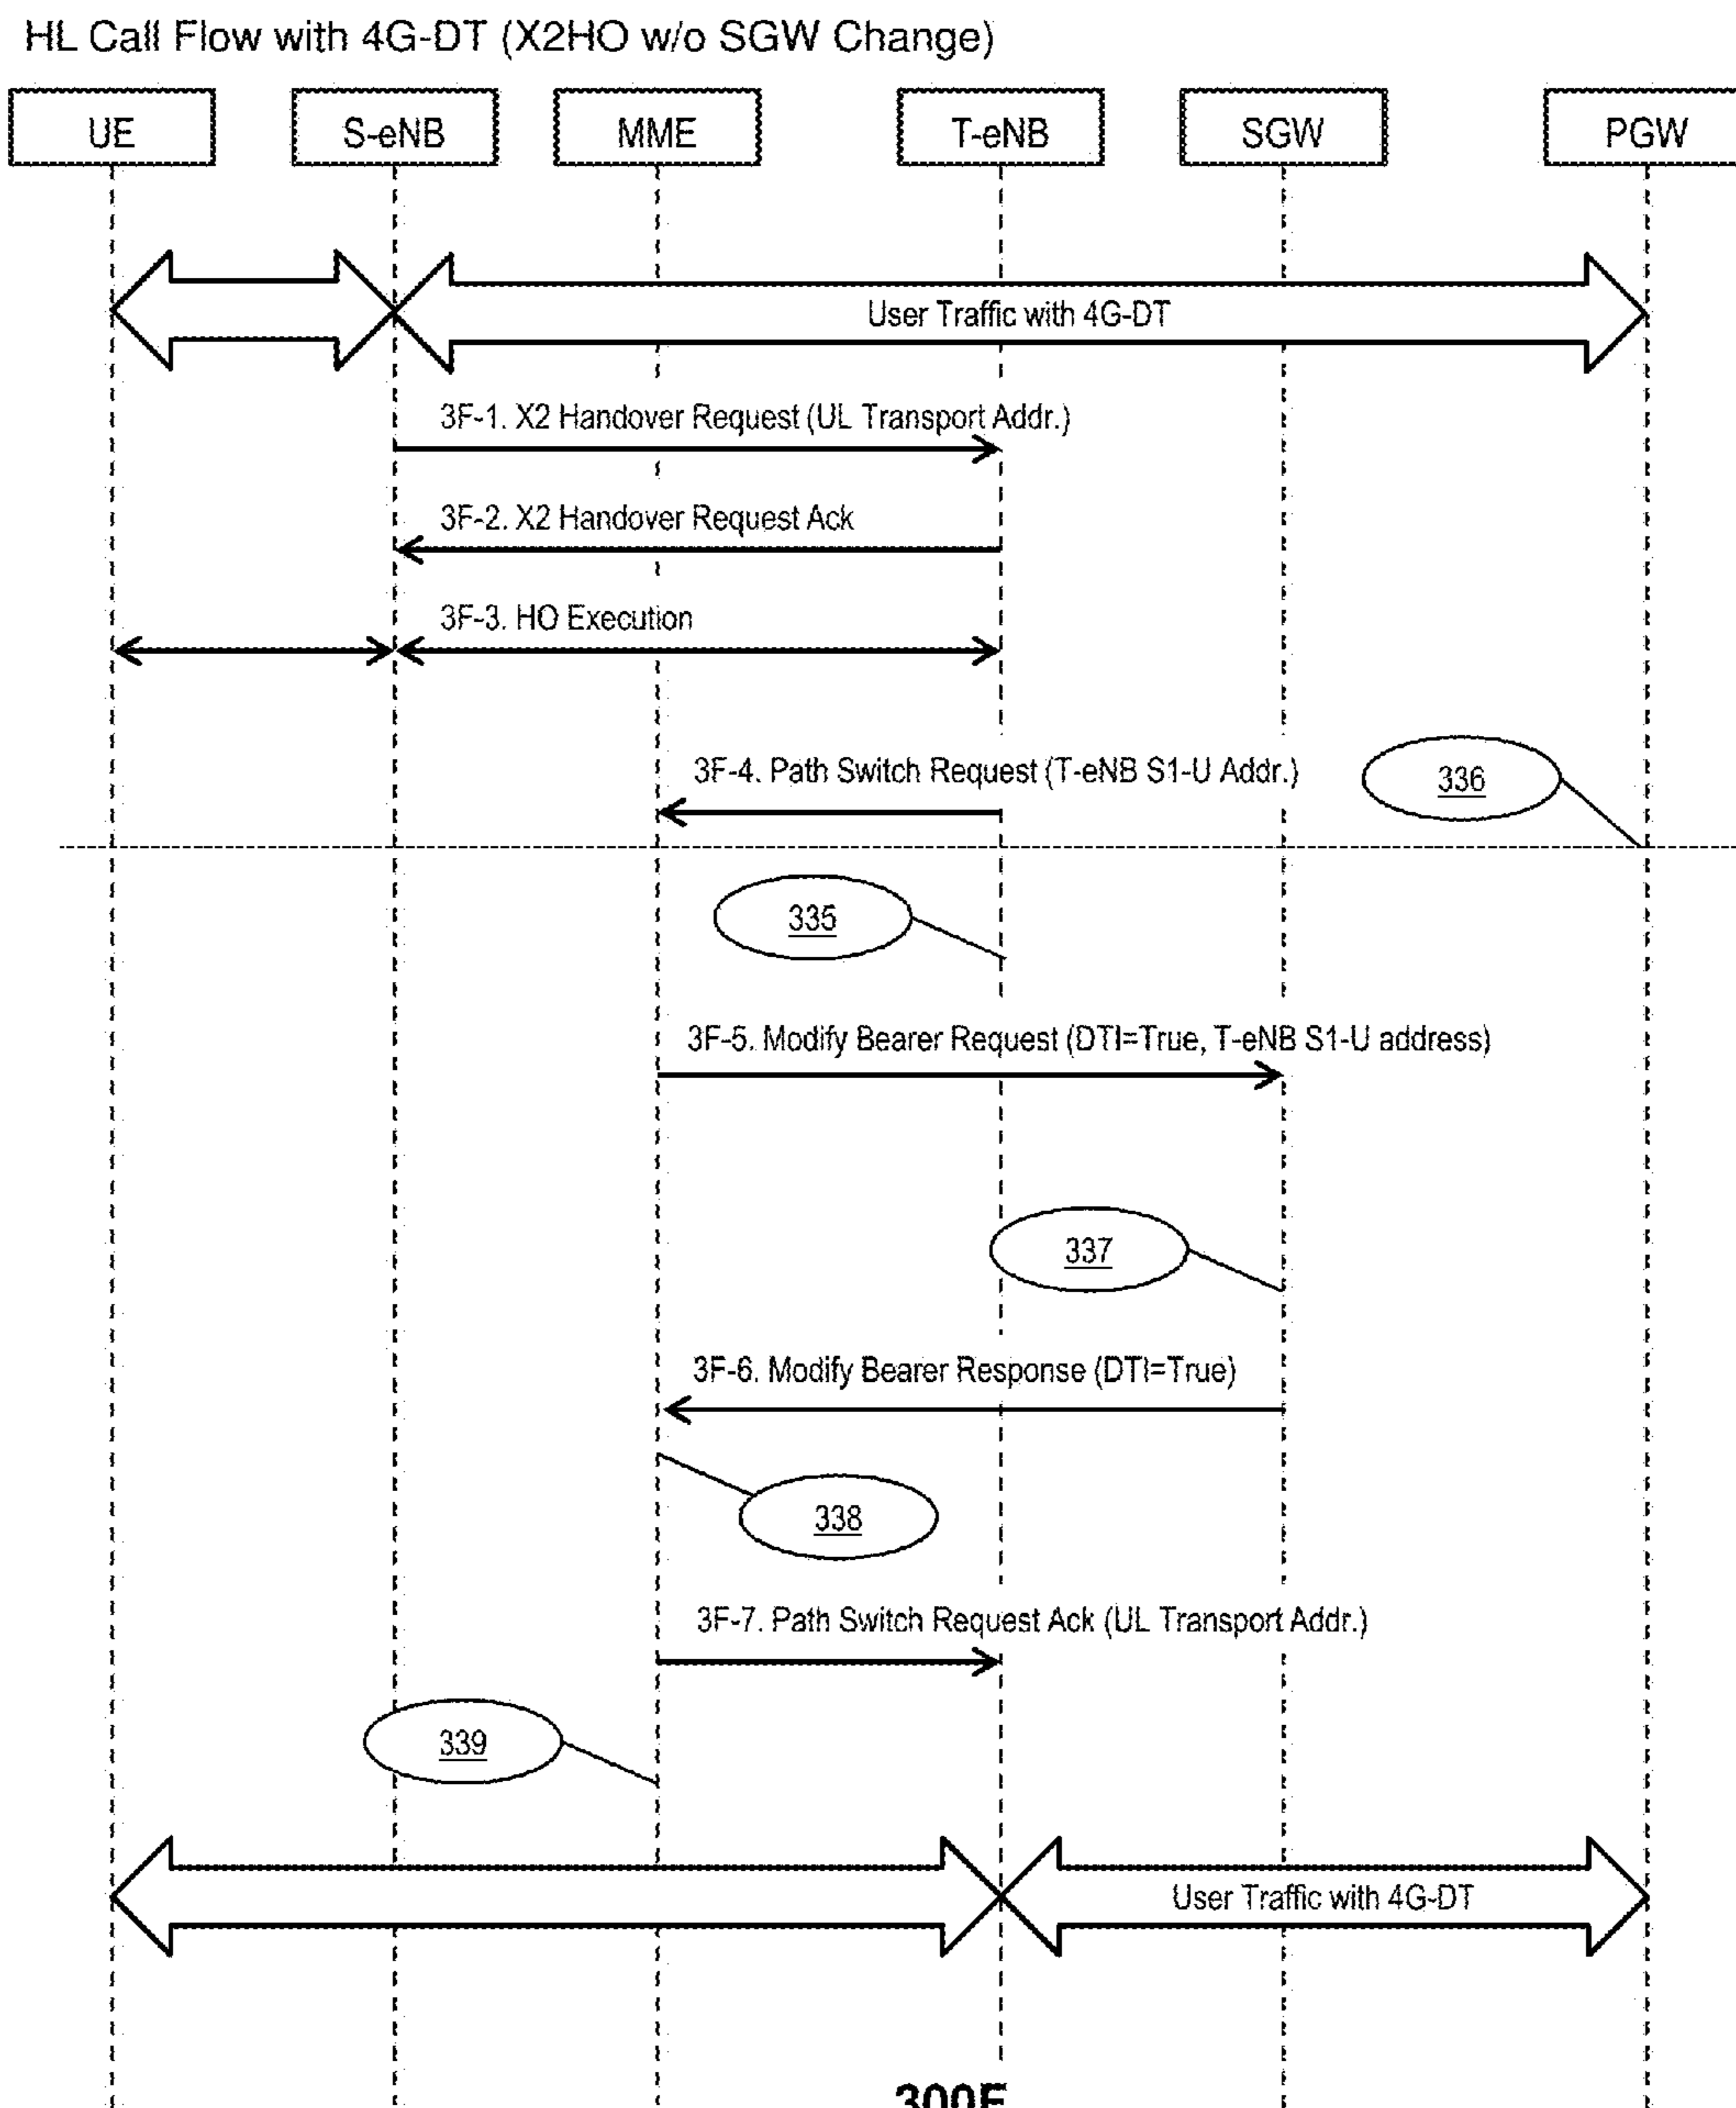 HL Call Flow with 4G-DT (X2HO w/o SGW Change)
UE S-eNB MME T-eNB SGW PGW
User Traffic with 4G-DT
3F-1. X2 Handover Request (UL Transport Addr.)
3F-2. X2 Handover Request Ack
3F-3. HO Execution
3F-4. Path Switch Request (T-eNB S1-U Addr.)
336
335
3F-5. Modify Bearer Request (DTI=True, T-eNB S1-U address)
337
3F-6. Modify Bearer Response (DTI=True)
338
3F-7. Path Switch Request Ack (UL Transport Addr.)
339
User Traffic with 4G-DT